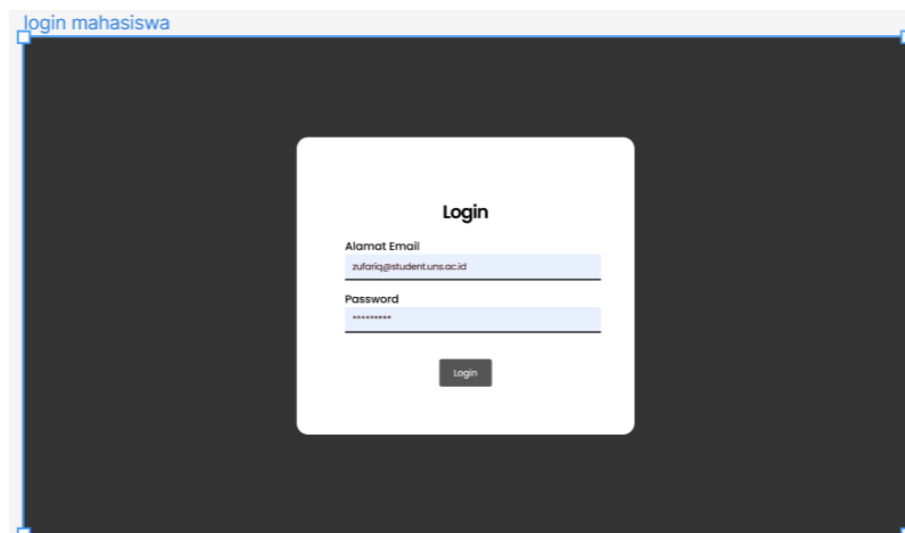 login mahasiswa
Login
Alamat Email
zufariq@student.uns.ac.id
Password
*********
Login